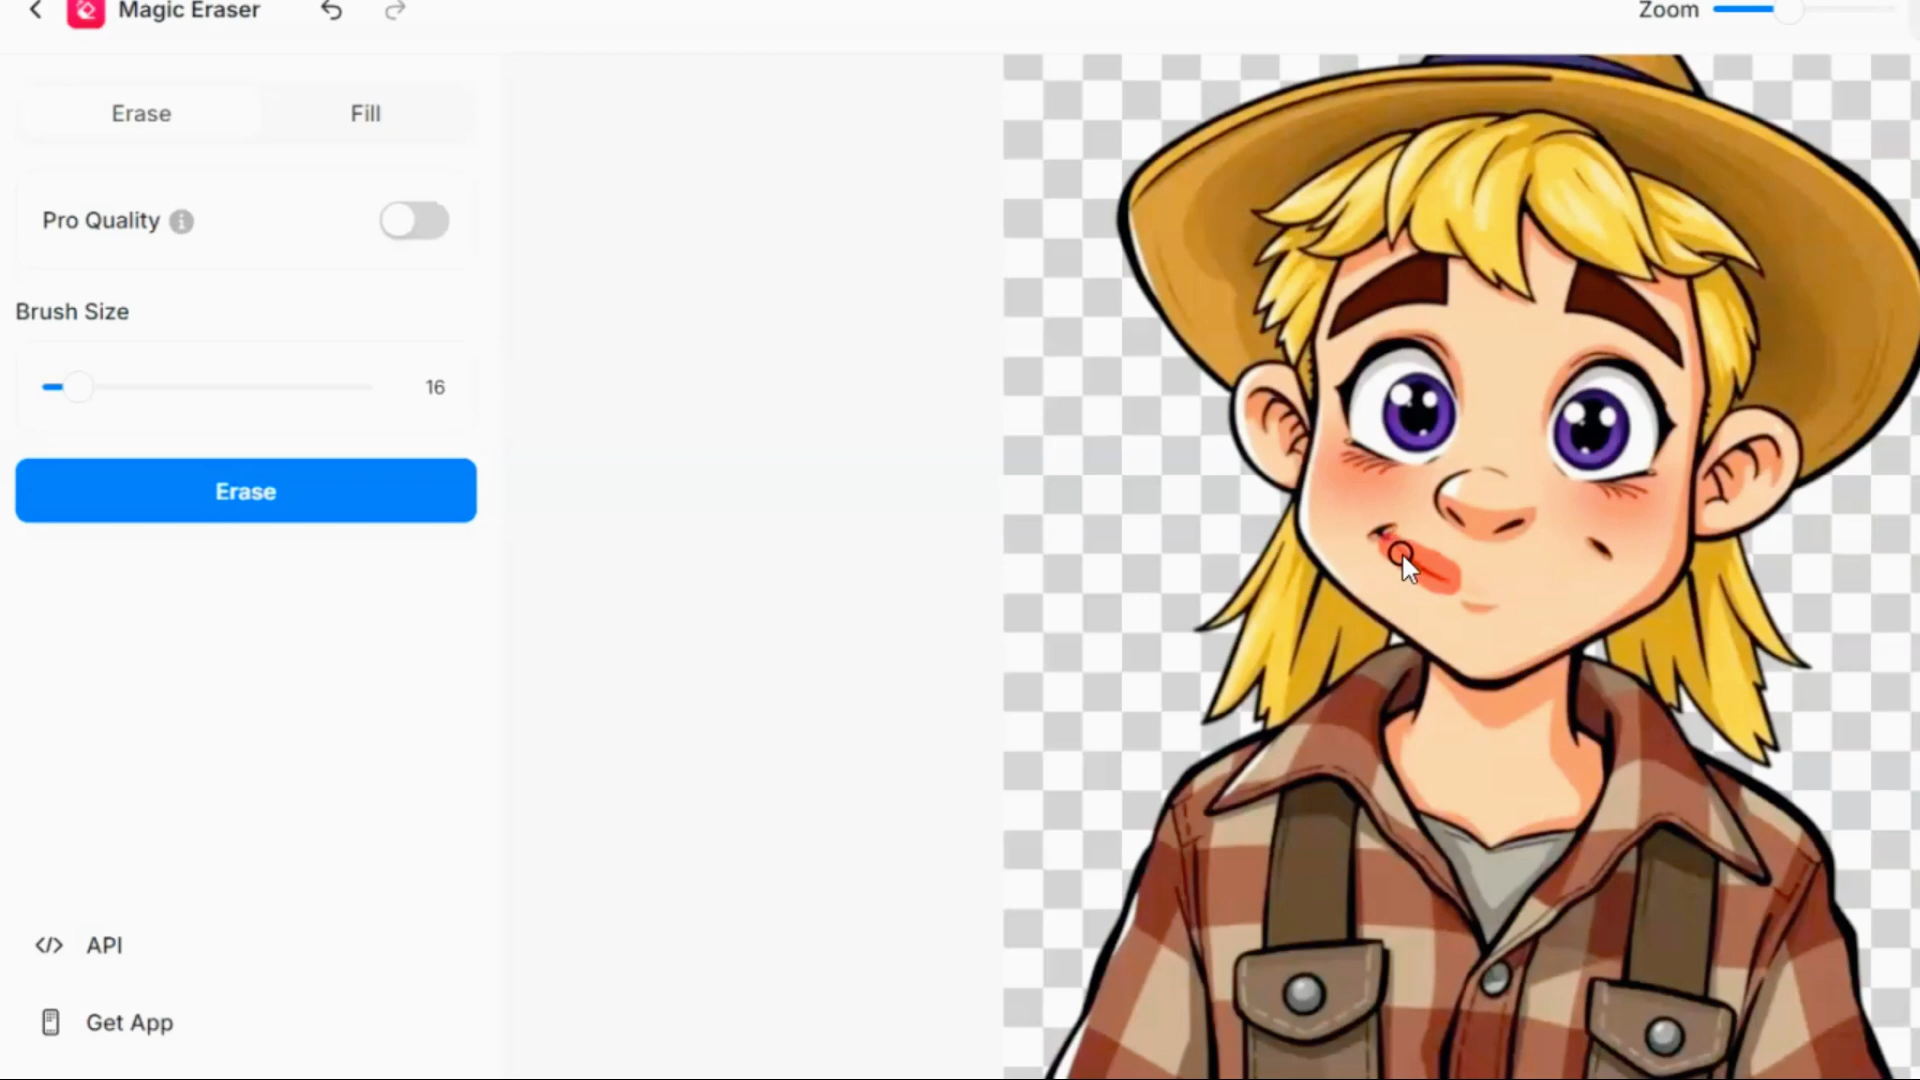 Magic Eraser
Zoom
Erase
Fill
Pro Quality
Brush Size
16
Erase
API
Get App